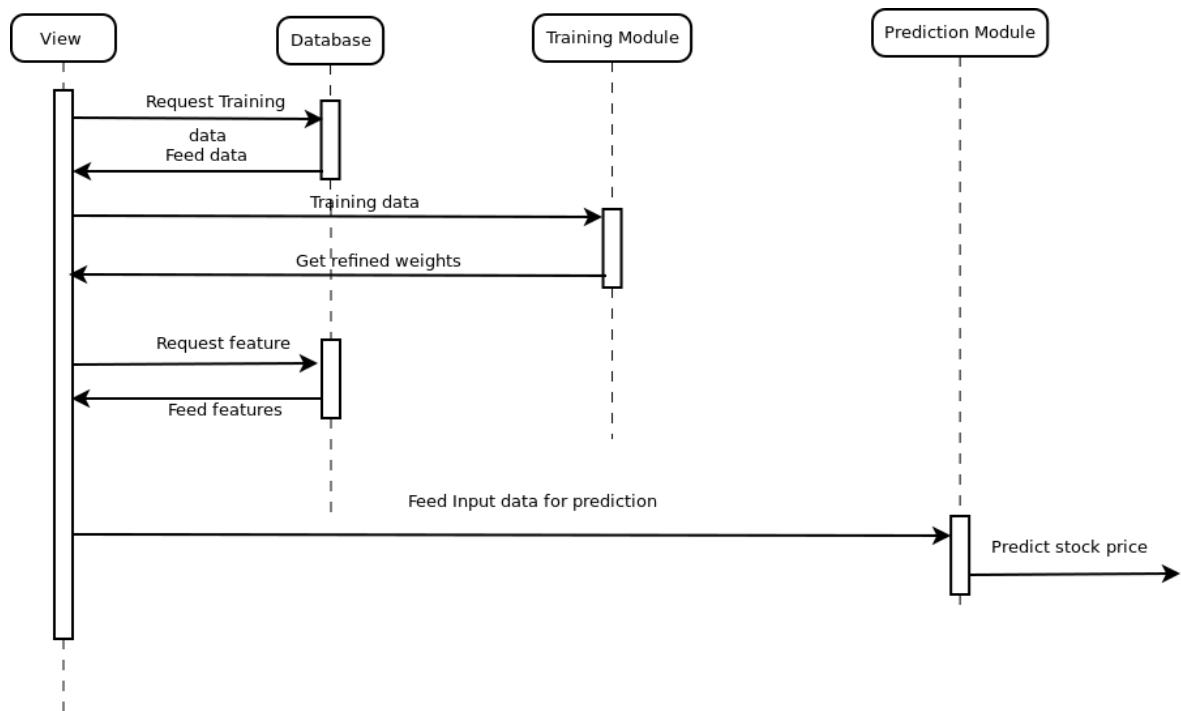 View
Database
Training Module
Prediction Module
Request Training
data
Feed data
Training data
Get refined weights
Request feature
Feed features
Feed Input data for prediction
Predict stock price